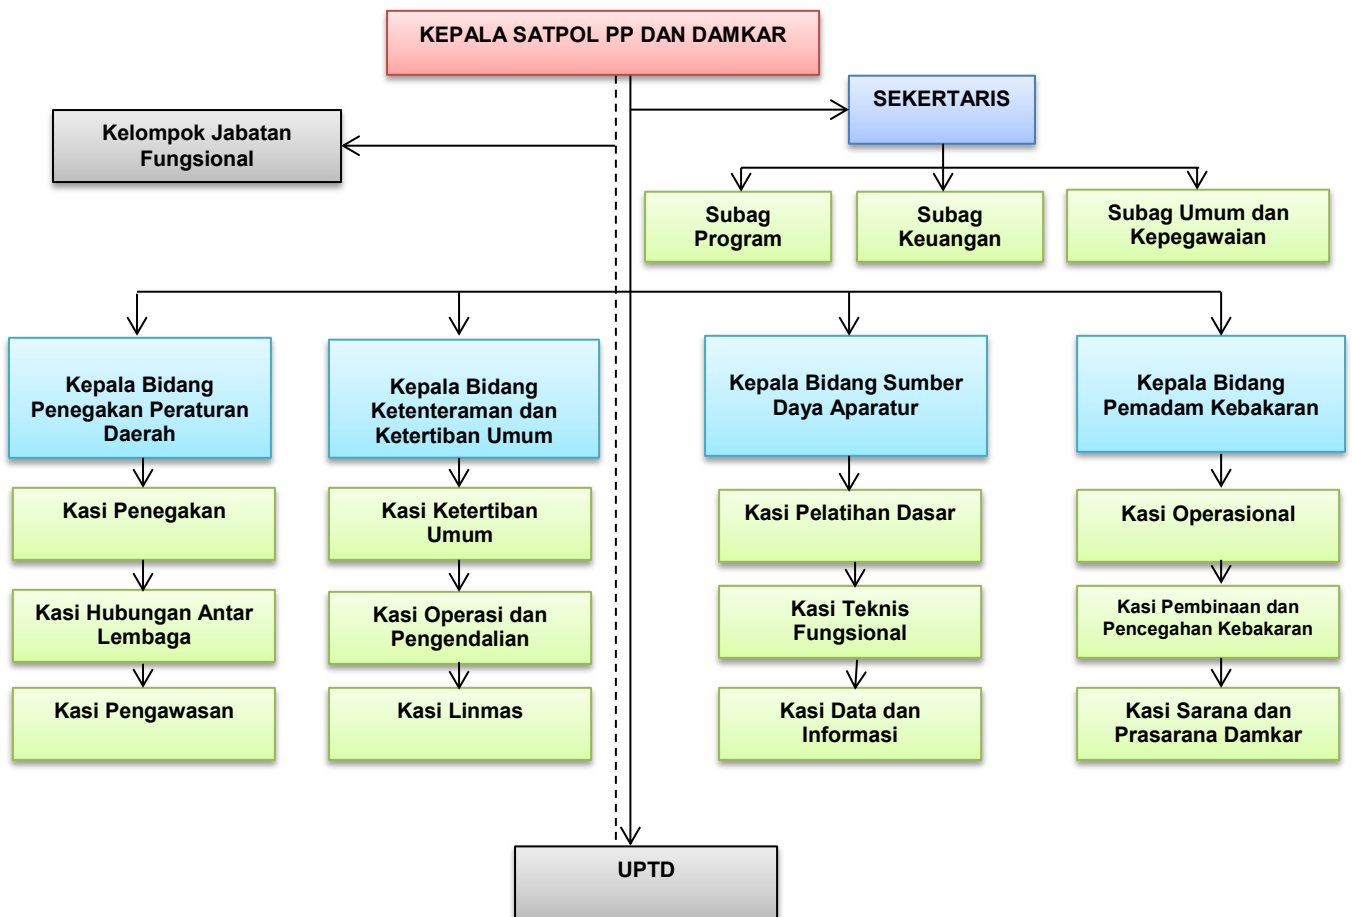 KEPALA SATPOL PP DAN DAMKAR
SEKERTARIS
Kelompok Jabatan
Fungsional
Subag
Program
Subag
Keuangan
Subag Umum dan
Kepegawaian
Kepala Bidang
Penegakan Peraturan
Daerah
Kepala Bidang
Ketenteraman dan
Ketertiban Umum
Kepala Bidang Sumber
Daya Aparatur
Kepala Bidang
Pemadam Kebakaran
Kasi Penegakan
Kasi Ketertiban
Umum
Kasi Pelatihan Dasar
Kasi Operasional
Kasi Hubungan Antar
Lembaga
Kasi Operasi dan
Pengendalian
Kasi Teknis
Fungsional
Kasi Pembinaan dan
Pencegahan Kebakaran
Kasi Pengawasan
Kasi Linmas
Kasi Data dan
Informasi
Kasi Sarana dan
Prasarana Damkar
UPTD